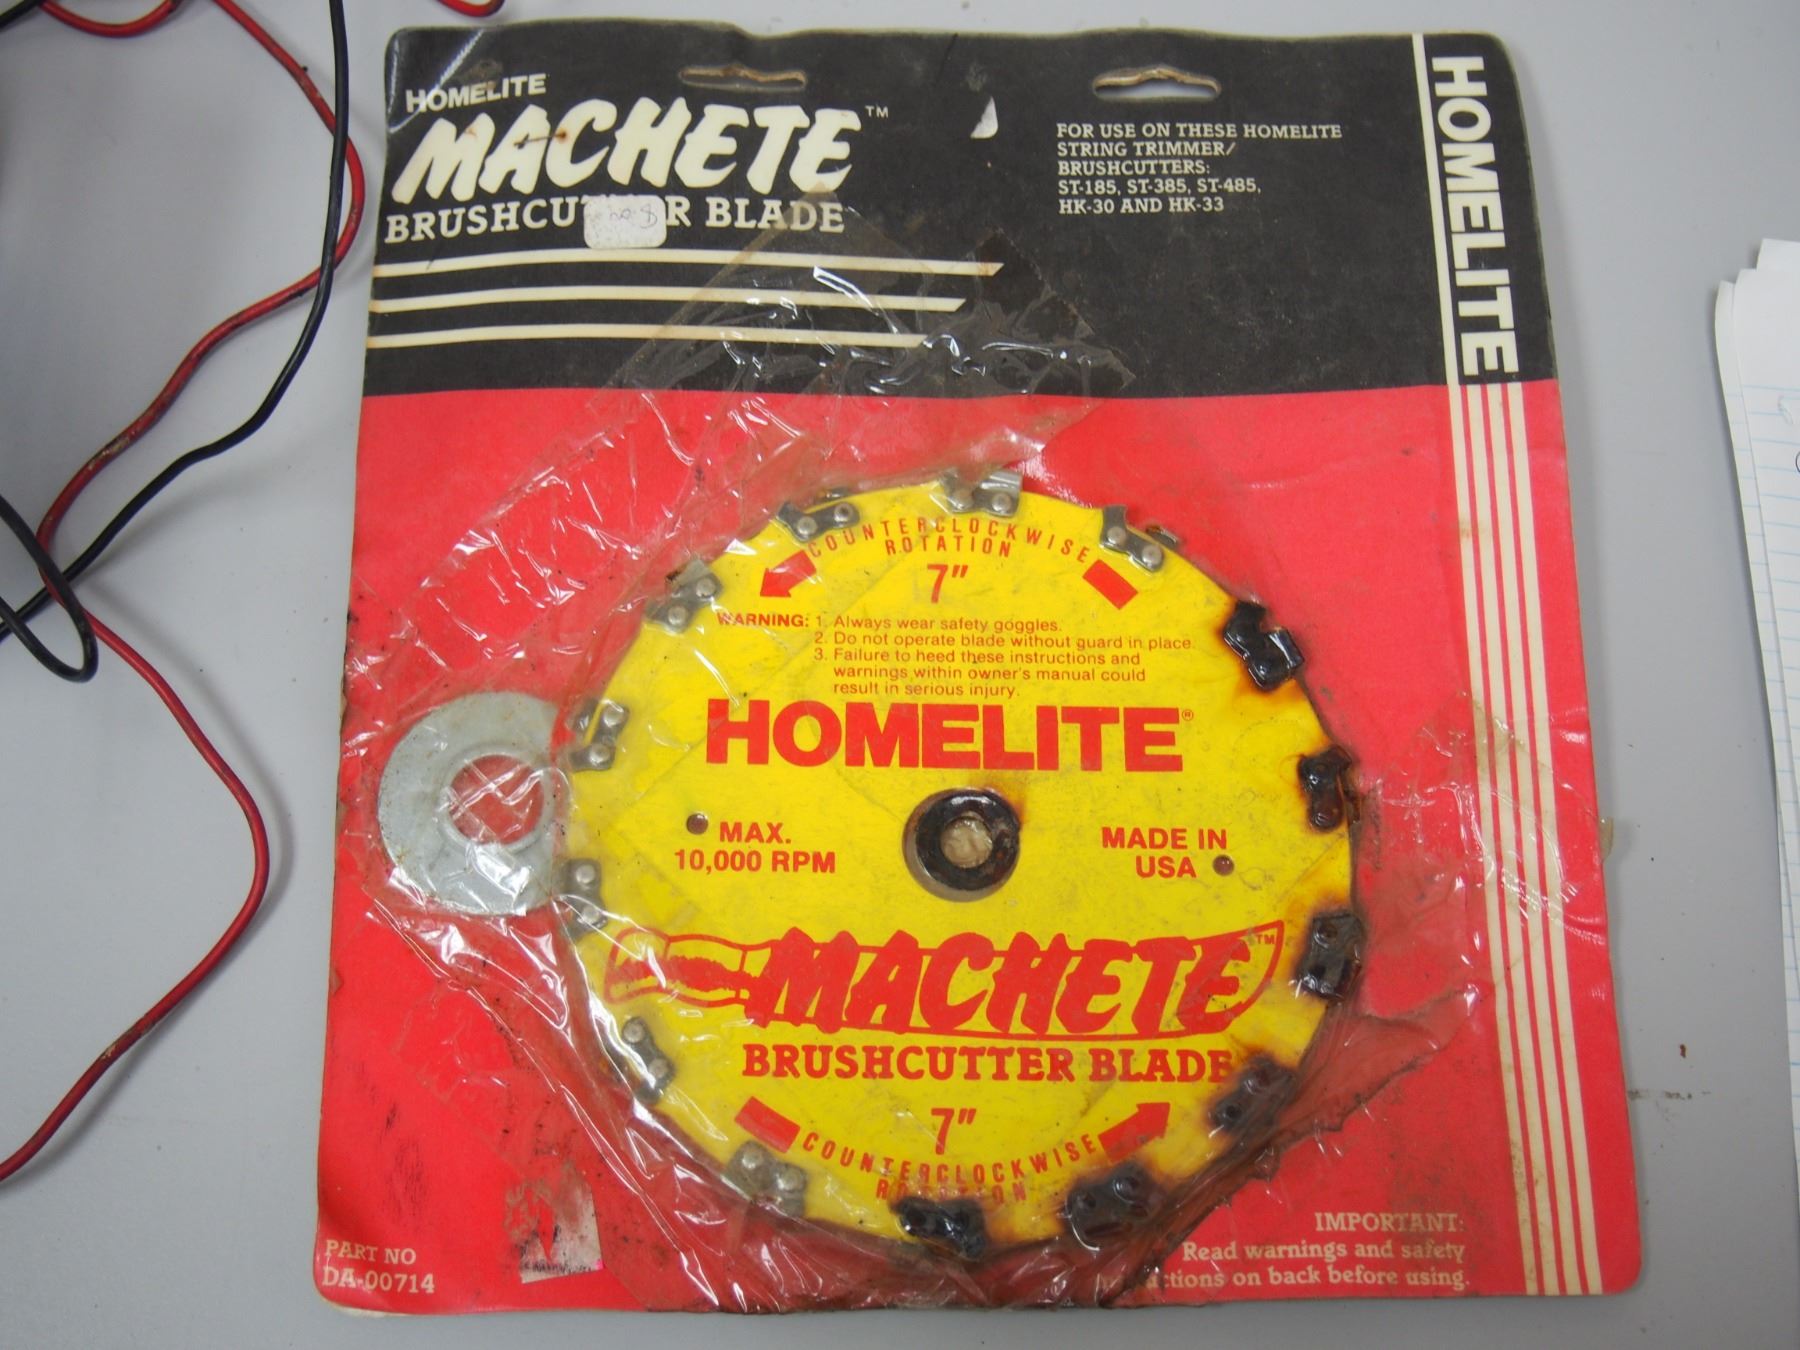 HOMELITE
MACHETE™
BRUSHCU R BLADE
FOR USE ON THESE HOMELITE
STRING TRIMMER/
BRUSHCUTTERS:
ST-185, ST-385, ST-485,
HK-30 AND HK-33
HOMELITE
COUNTERCLOCKWISE
ROTATION
7"
WARNING: 1. Always wear safety goggles.
2. Do not operate blade without guard in place.
3. Failure to heed these instructions and
warnings within owner's manual could
result in serious injury.
HOMELITE®
MAX.
10,000 RPM
MADE IN
USA
MACHETE™
BRUSHCUTTER BLADE
7"
COUNTERCLOCKWISE
ROTATION
PART NO
DA-00714
IMPORTANT:
Read warnings and safety
ctions on back before using.